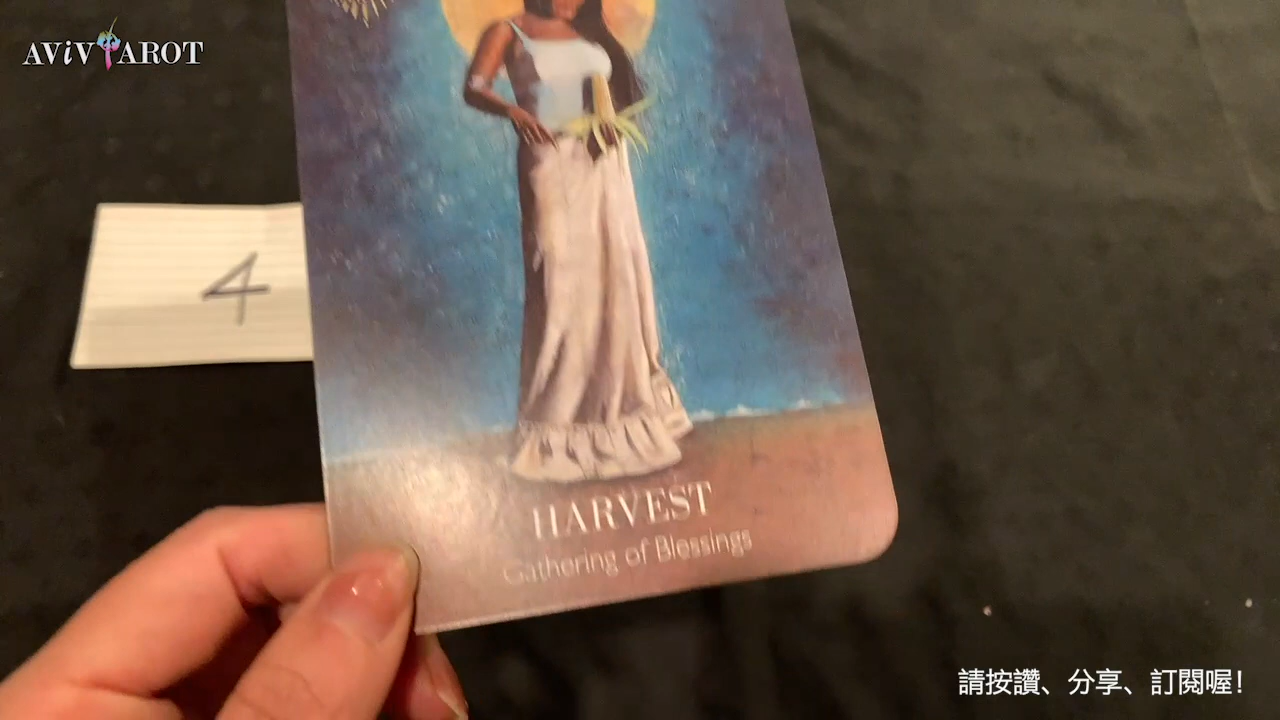 AViVTAROT
4
HARVEST
Gathering of Blessings
請按讚、分享、訂閱喔!